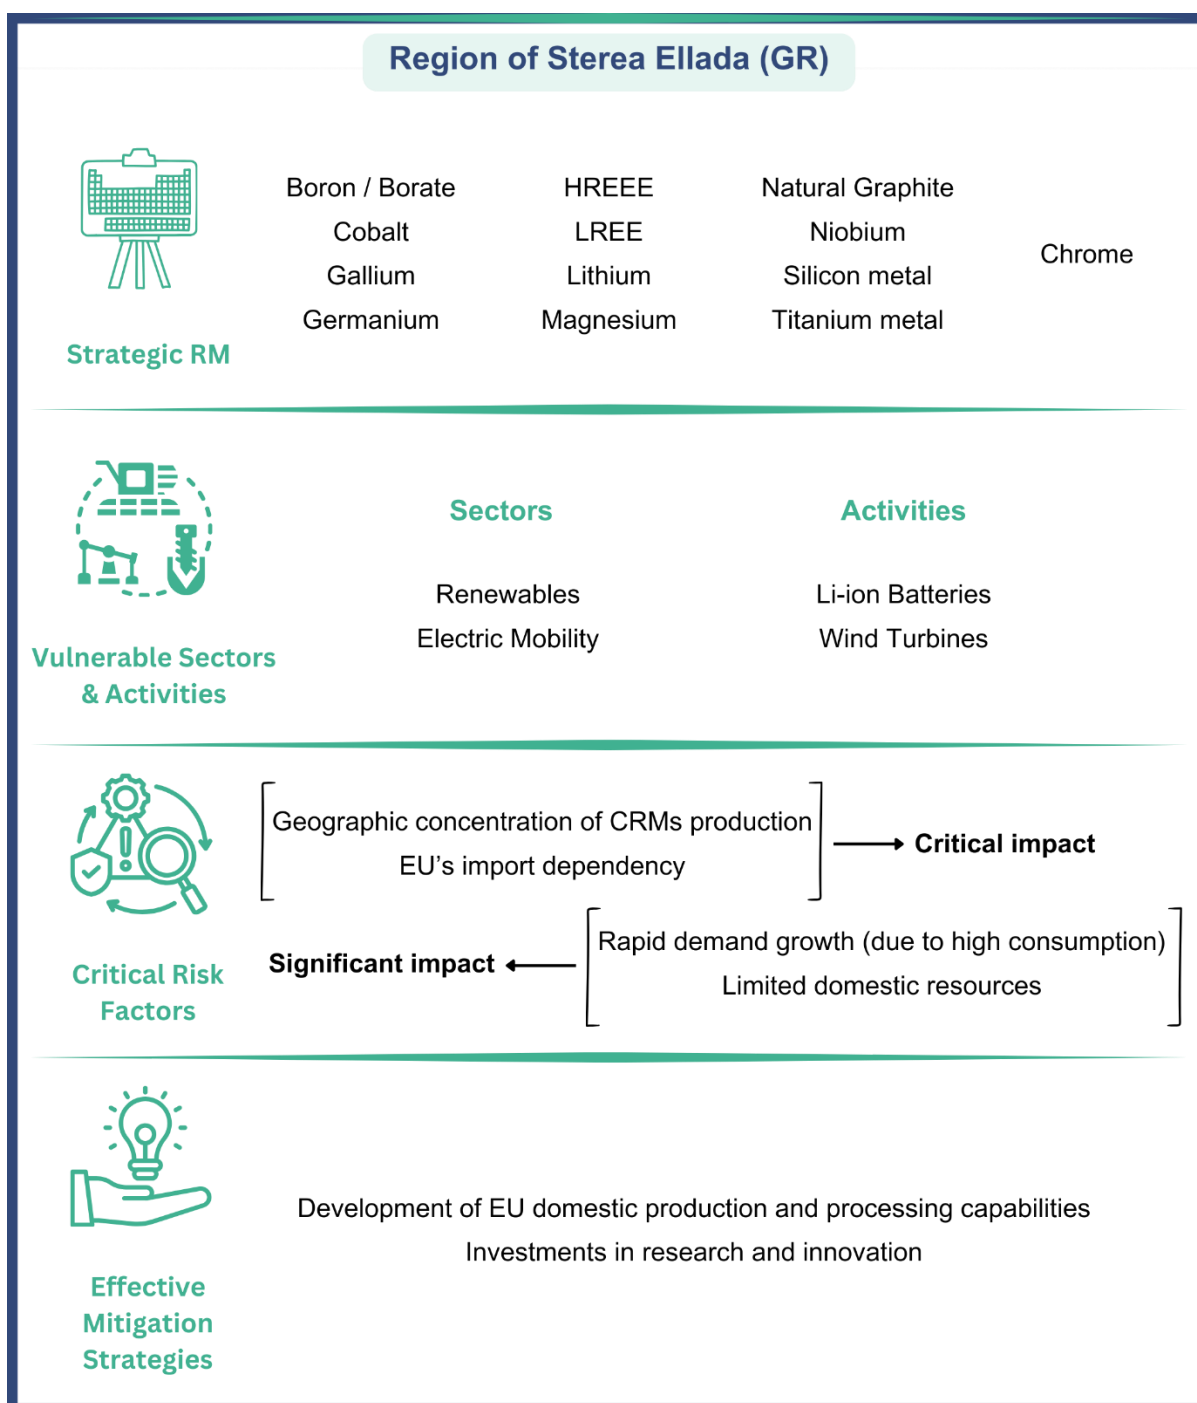 Region of Sterea Ellada (GR)
Strategic RM
Boron / Borate
Cobalt
Gallium
Germanium
HREEE
LREE
Lithium
Magnesium
Natural Graphite
Niobium
Silicon metal
Titanium metal
Chrome
Vulnerable Sectors
& Activities
Sectors
Renewables
Electric Mobility
Activities
Li-ion Batteries
Wind Turbines
Critical Risk
Factors
Geographic concentration of CRMs production
EU’s import dependency
Critical impact
Significant impact
Rapid demand growth (due to high consumption)
Limited domestic resources
Effective
Mitigation
Strategies
Development of EU domestic production and processing capabilities
Investments in research and innovation